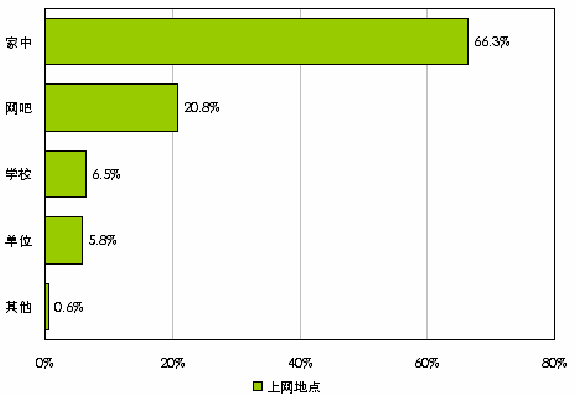 家中 66.3%
网吧 20.8%
学校 6.5%
单位 5.8%
其他 0.6%
0% 20% 40% 60% 80%
上网地点